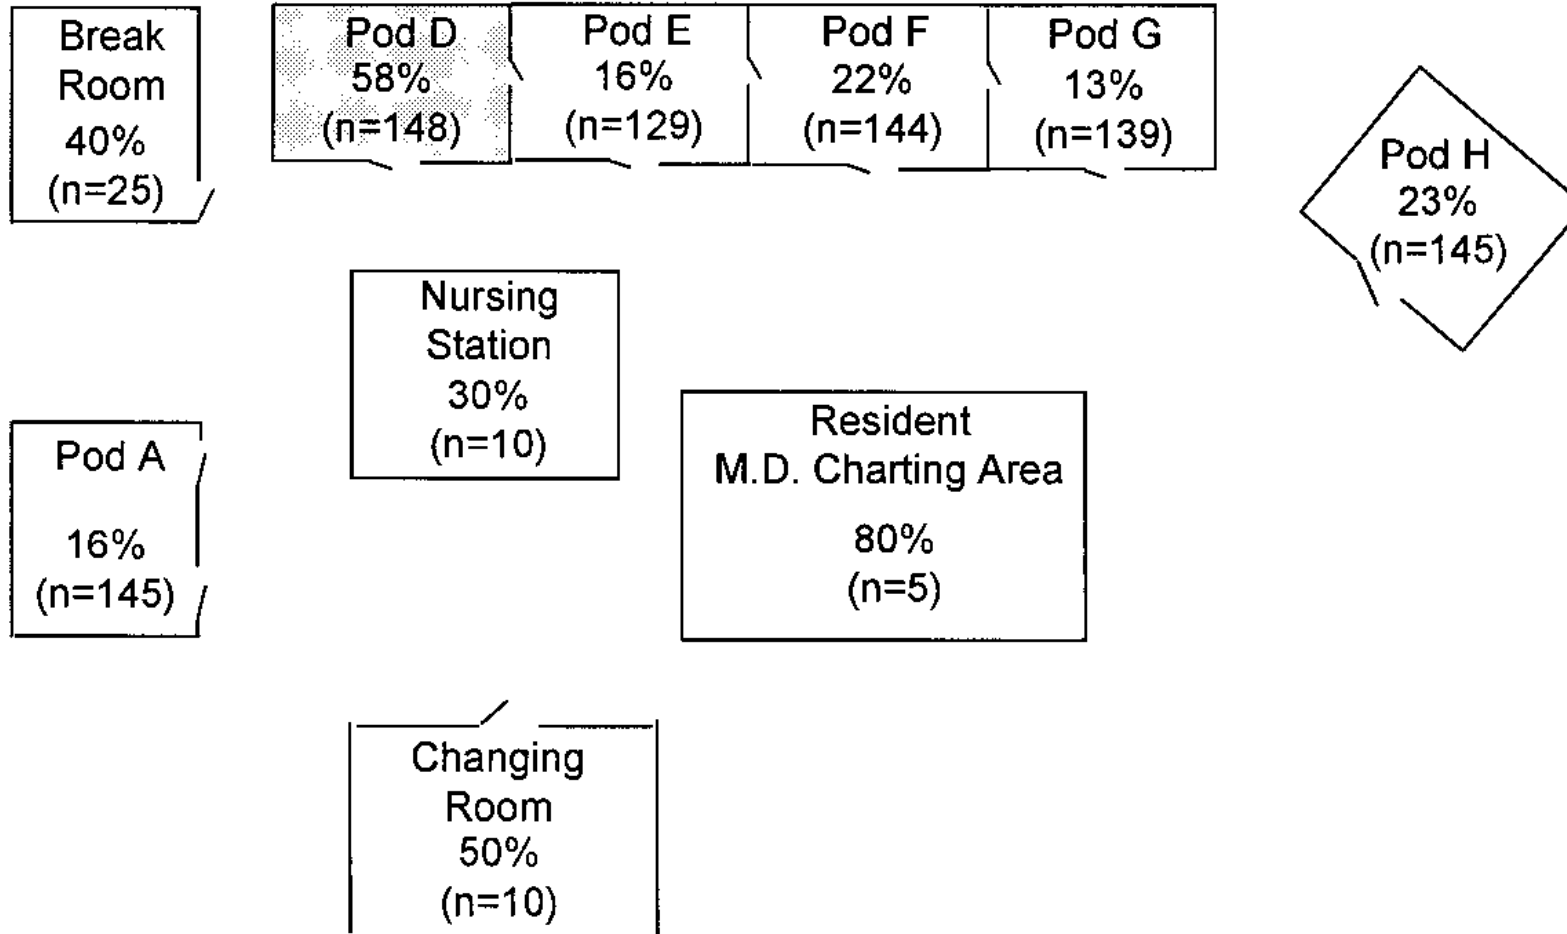 Break
Room
40%
(n=25)
Pod D
58%
(n=148)
Pod E
16%
(n=129)
Pod F
22%
(n=144)
Pod G
13%
(n=139)
Pod H
23%
(n=145)
Nursing
Station
30%
(n=10)
Pod A
16%
(n=145)
Resident
M.D. Charting Area
80%
(n=5)
Changing
Room
50%
(n=10)